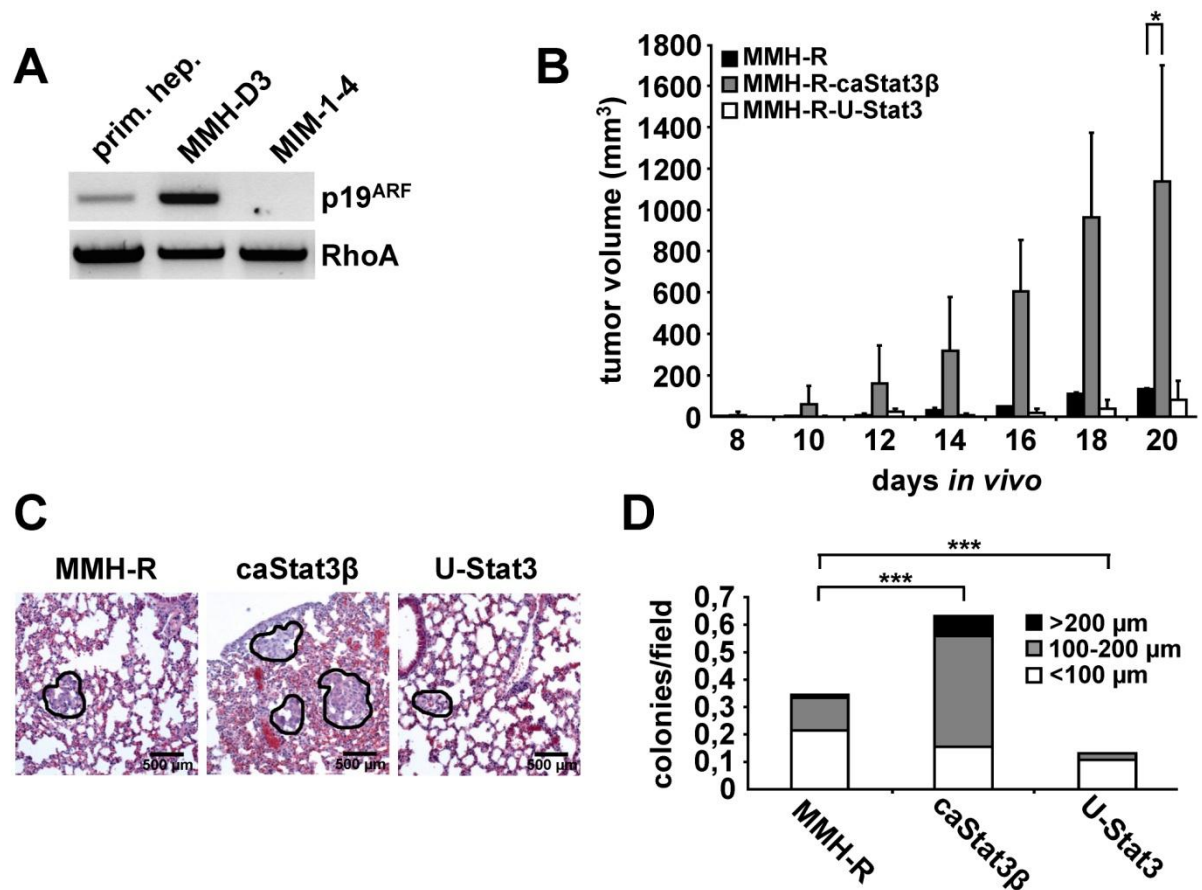 A
prim. hep.
MMH-D3
MIM-1-4
p19ARF
RhoA
B
tumor volume (mm3)
1800
1600
1400
1200
1000
800
600
400
200
0
MMH-R
MMH-R-caStat3β
MMH-R-U-Stat3
*
8 10 12 14 16 18 20
days in vivo
C
MMH-R
caStat3β
U-Stat3
500 µm
500 µm
500 µm
D
***
***
colonies/field
0,7
0,6
0,5
0,4
0,3
0,2
0,1
0
>200 µm
100-200 µm
<100 µm
MMH-R
caStat3β
U-Stat3